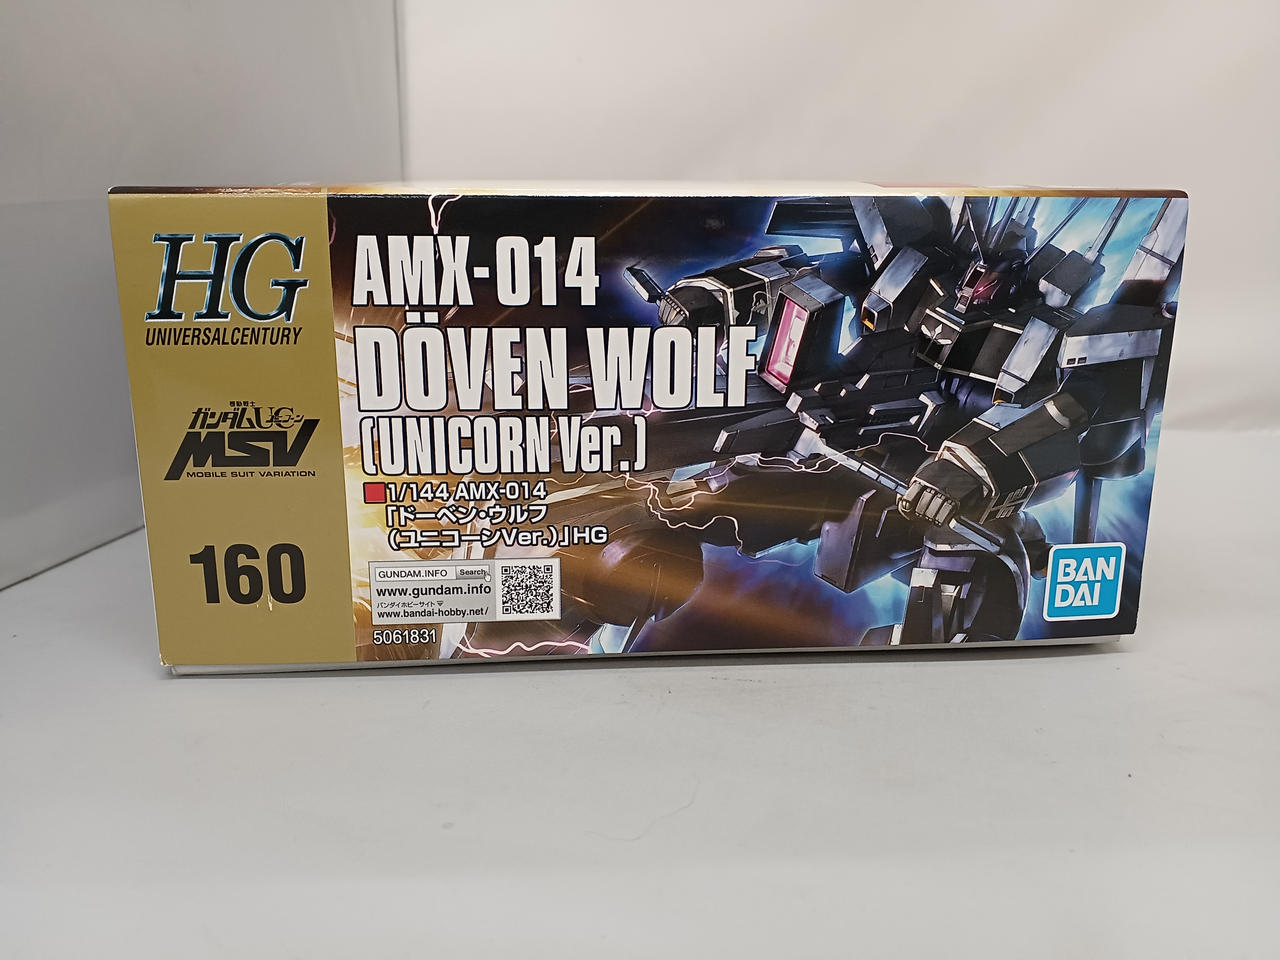 HG
UNIVERSALCENTURY
機動戦士
ガンダムUC
MSV
MOBILE SUIT VARIATION
160
AMX-014
DÖVEN WOLF
(UNICORN Ver.)
1/144 AMX-014
「ドーベン・ウルフ
(ユニコーンVer.)」HG
GUNDAM.INFO Search
www.gundam.info
バンダイホビーサイト
www.bandai-hobby.net/
5061831
BAN
DAI